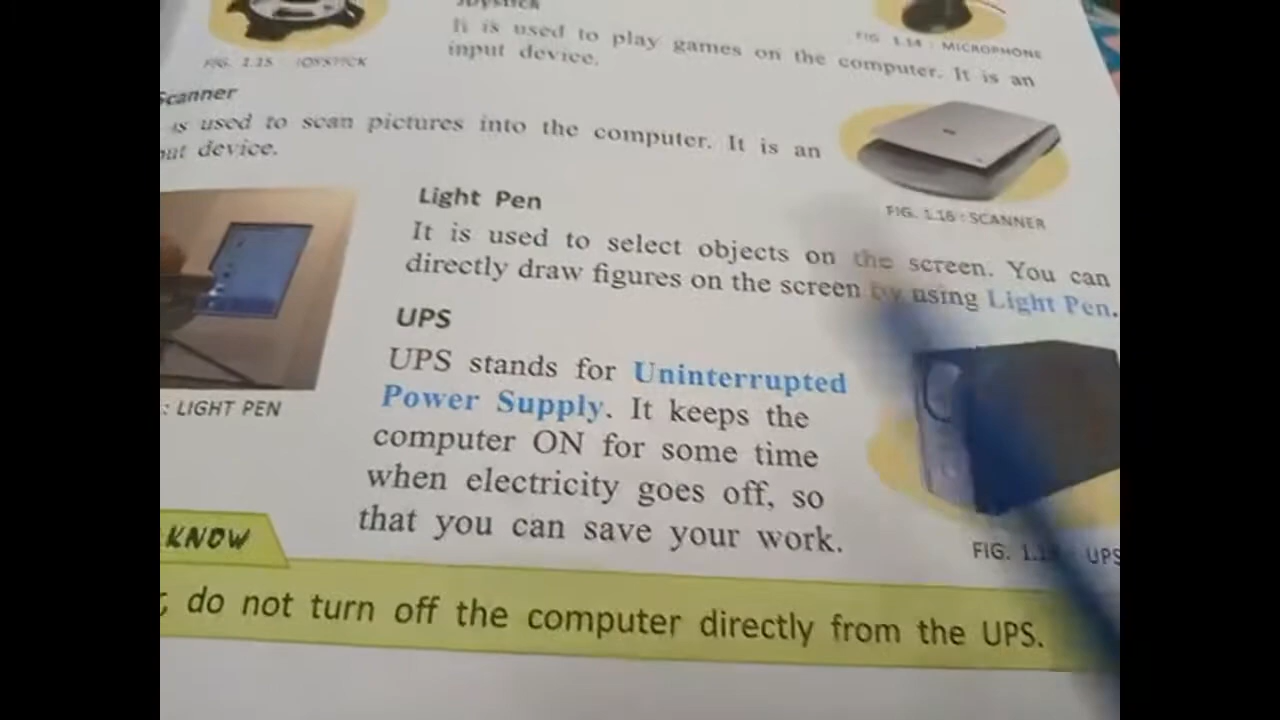 Joystick
It is used to play games on the computer. It is an
input device.
FIG. 1.14 : MICROPHONE
FIG. 1.15 : JOYSTICK
Scanner
is used to scan pictures into the computer. It is an
put device.
FIG. 1.16 : SCANNER
Light Pen
It is used to select objects on the screen. You can
directly draw figures on the screen by using Light Pen.
: LIGHT PEN
UPS
UPS stands for Uninterrupted
Power Supply. It keeps the
computer ON for some time
when electricity goes off, so
that you can save your work.
FIG. : UPS
KNOW
, do not turn off the computer directly from the UPS.